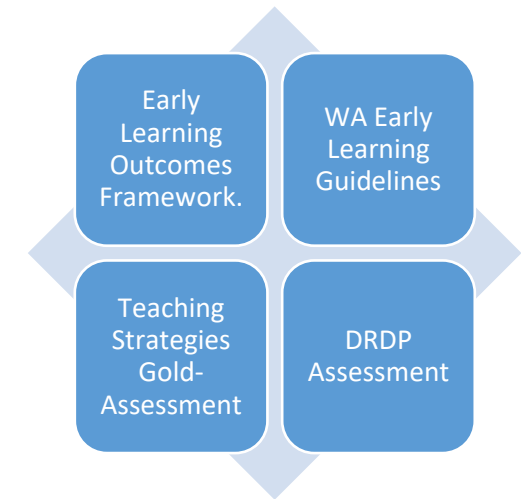 Early
Learning
Outcomes
Framework.
WA Early
Learning
Guidelines
Teaching
Strategies
Gold-
Assessment
DRDP
Assessment